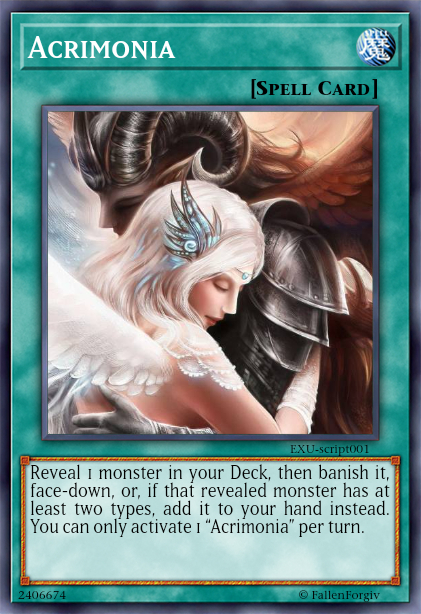 ACRIMONIA
魔
[SPELL CARD]
EXU-script001
Reveal 1 monster in your Deck, then banish it,
face-down, or, if that revealed monster has at
least two types, add it to your hand instead.
You can only activate 1 “Acrimonia” per turn.
2406674
© FallenForgiv